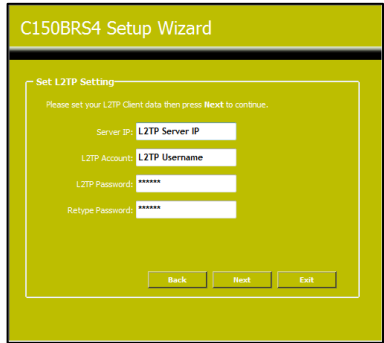 C150BRS4 Setup Wizard
Set L2TP Setting
Please set your L2TP Client data then press Next to continue.
Server IP: L2TP Server IP
L2TP Account: L2TP Username
L2TP Password: ******
Retype Password: ******
Back Next Exit